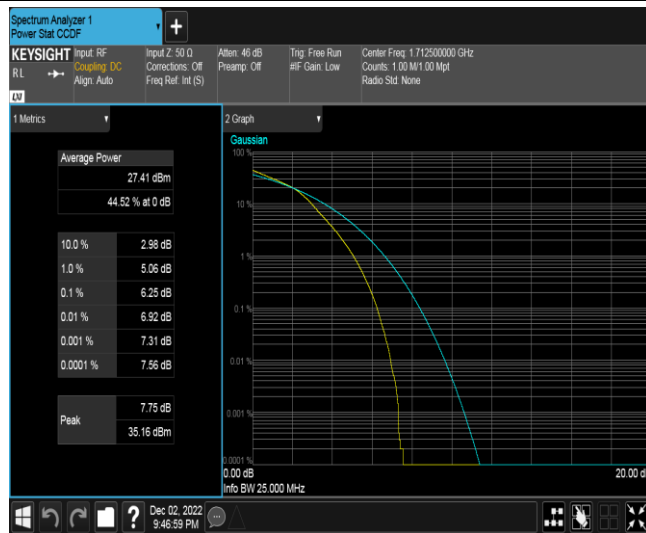 Spectrum Analyzer 1
Power Stat CCDF
+
KEYSIGHT
RL
LXI
Input: RF
Coupling: DC
Align: Auto
Input Z: 50 Ω
Corrections: Off
Freq Ref: Int (S)
Atten: 46 dB
Preamp: Off
Trig: Free Run
#IF Gain: Low
Center Freq: 1.712500000 GHz
Counts: 1.00 M/1.00 Mpt
Radio Std: None
1 Metrics
Average Power
27.41 dBm
44.52 % at 0 dB
10.0 % 2.98 dB
1.0 % 5.06 dB
0.1 % 6.25 dB
0.01 % 6.92 dB
0.001 % 7.31 dB
0.0001 % 7.56 dB
Peak
7.75 dB
35.16 dBm
2 Graph
Gaussian
100 %
10 %
1 %
0.1 %
0.01 %
0.001 %
0.0001 %
0.00 dB
20.00 d
Info BW 25.000 MHz
?
Dec 02, 2022
9:46:59 PM